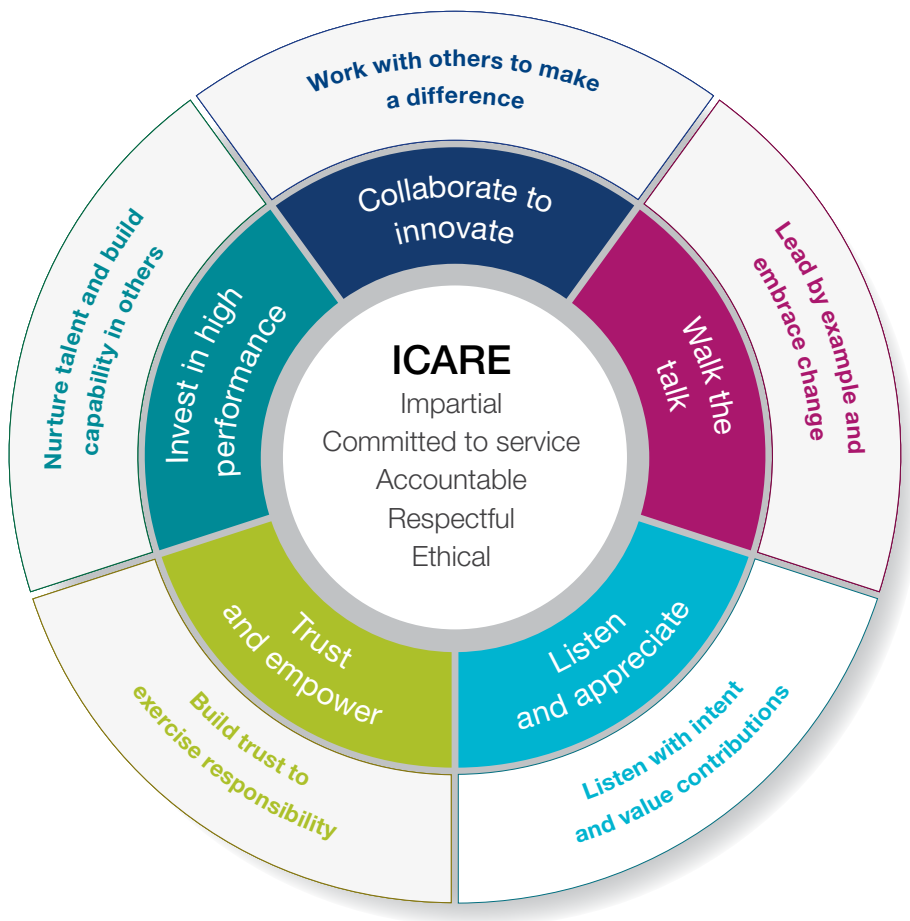 Work with others to make
a difference
Collaborate to
innovate
Lead by example and
embrace change
Walk the
talk
Listen
and appreciate
Listen with intent
and value contributions
Trust
and empower
Build trust to
exercise responsibility
Invest in high
performance
Nurture talent and build
capability in others
ICARE
Impartial
Committed to service
Accountable
Respectful
Ethical